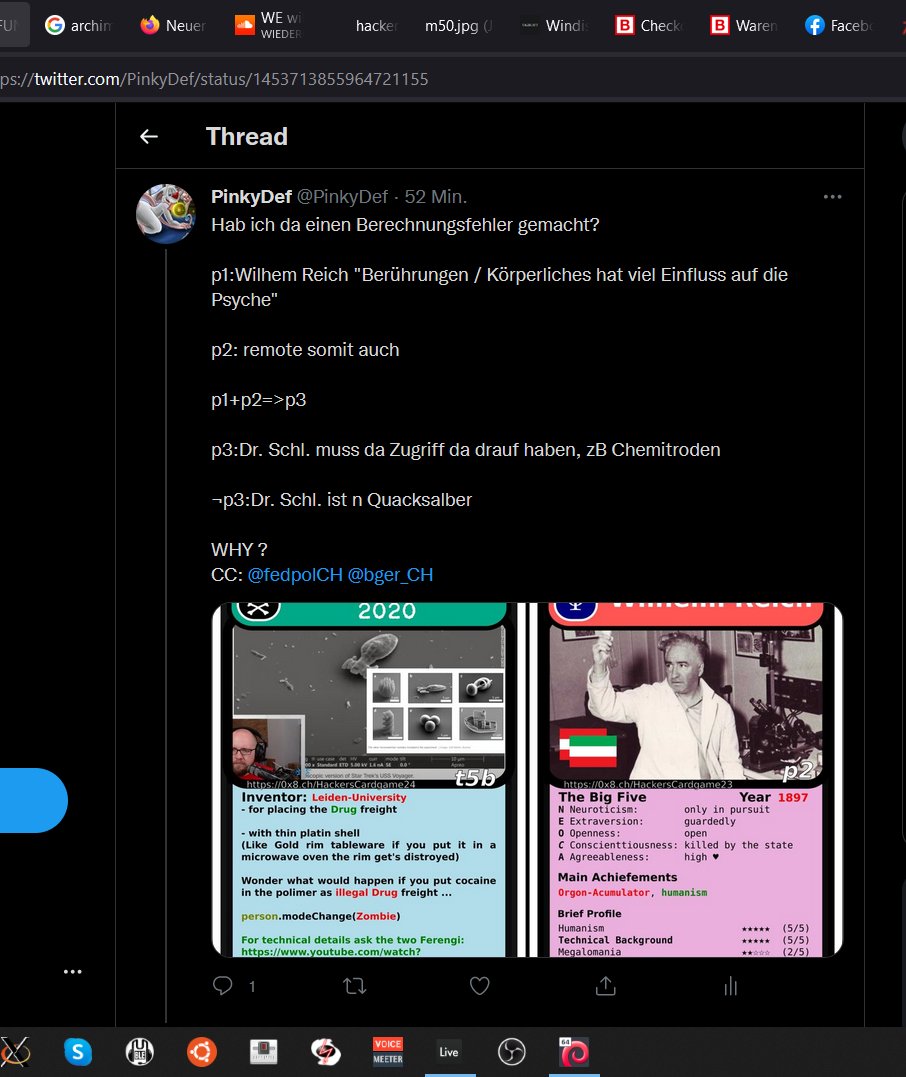 archim
Neuer
WE wi
WIEDER
hacker
m50.jpg (J
Windis
Check
Waren
Faceb
ps://twitter.com/PinkyDef/status/1453713855964721155
Thread
PinkyDef @PinkyDef · 52 Min.
Hab ich da einen Berechnungsfehler gemacht?
p1:Wilhem Reich "Berührungen / Körperliches hat viel Einfluss auf die
Psyche"
p2: remote somit auch
p1+p2=>p3
p3:Dr. Schl. muss da Zugriff da drauf haben, zB Chemitroden
¬p3:Dr. Schl. ist n Quacksalber
WHY ?
CC: @fedpolCH @bger_CH
2020
t5b
https://0x8.ch/HackersCardgame24
Inventor: Leiden-University
- for placing the Drug freight
- with thin platin shell
(Like Gold rim tableware if you put it in a
microwave oven the rim get's distroyed)
Wonder what would happen if you put cocaine
in the polimer as illegal Drug freight ...
person.modeChange(Zombie)
For technical details ask the two Ferengi:
https://www.youtube.com/watch?
Wilhelm Reich
p2
https://0x8.ch/HackersCardgame23
The Big Five Year 1897
N Neuroticism: only in pursuit
E Extraversion: guardedly
O Openness: open
C Conscienttiousness: killed by the state
A Agreeableness: high ♥
Main Achiefements
Orgon-Acumulator, humanism
Brief Profile
Humanism ★★★★★ (5/5)
Technical Background ★★★★★ (5/5)
Megalomania ★★☆☆☆ (2/5)
1
VOICE
MEETER
Live
64